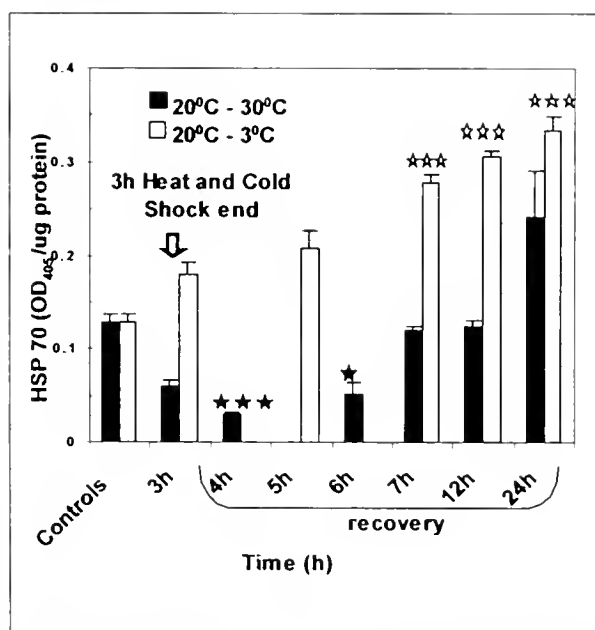 0.4
0.3
0.2
0.1
0
HSP 70 (OD₄₀₅/ug protein)
20⁰C - 30⁰C
20⁰C - 3⁰C
3h Heat and Cold
Shock end
★★★
★
☆☆☆
☆☆☆
☆☆☆
Controls
3h
4h
5h
6h
7h
12h
24h
recovery
Time (h)